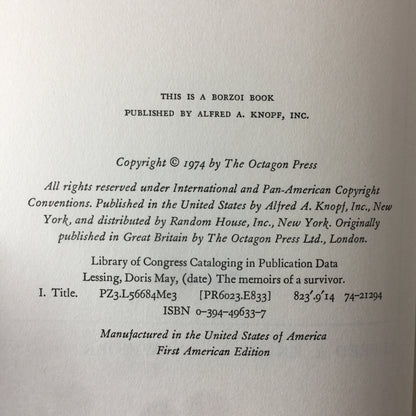 THIS IS A BORZOI BOOK
PUBLISHED BY ALFRED A. KNOPF, INC.
Copyright © 1974 by The Octagon Press
All rights reserved under International and Pan-American Copyright
Conventions. Published in the United States by Alfred A. Knopf, Inc., New
York, and distributed by Random House, Inc., New York. Originally
published in Great Britain by The Octagon Press Ltd., London.
Library of Congress Cataloging in Publication Data
Lessing, Doris May, (date) The memoirs of a survivor.
I. Title. PZ3.L56684Me3 [PR6023.E833] 823'.9'14 74-21294
ISBN 0-394-49633-7
Manufactured in the United States of America
First American Edition